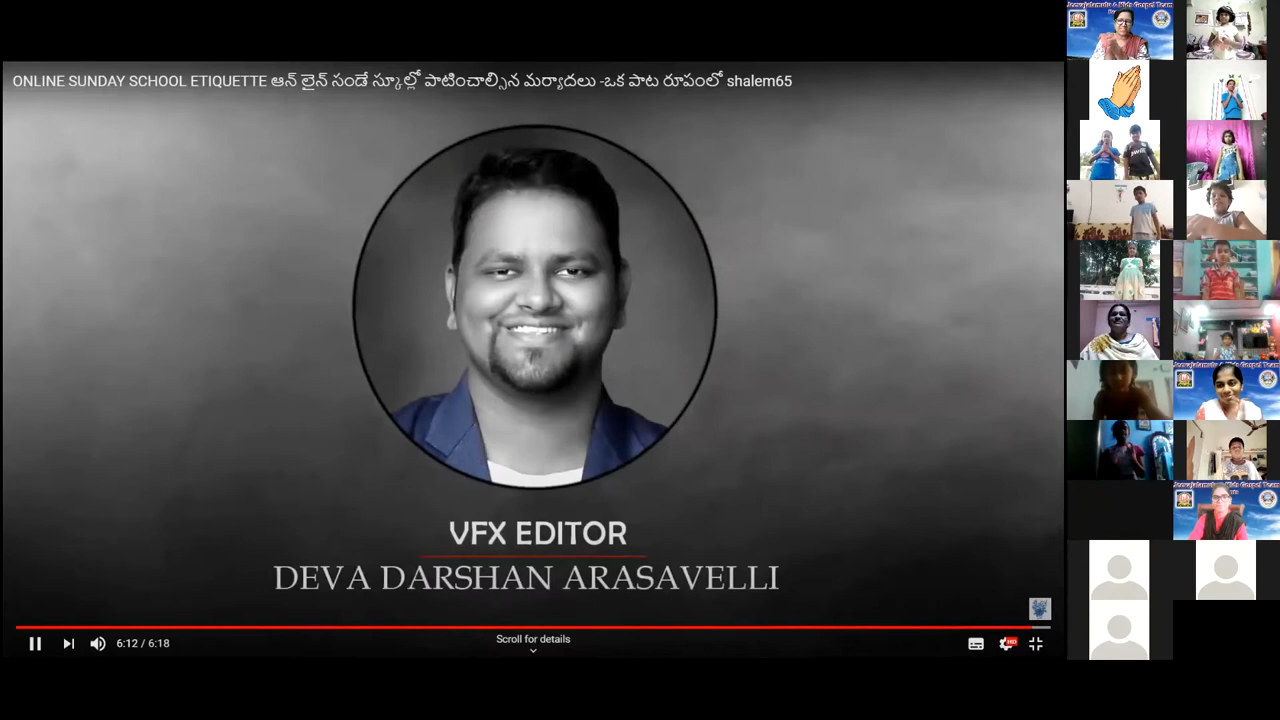 ONLINE SUNDAY SCHOOL ETIQUETTE ఆన్ లైన్ సండే స్కూల్లో పాటించాల్సిన మర్యాదలు -ఒక పాట రూపంలో shalem65
VFX EDITOR
DEVA DARSHAN ARASAVELLI
6:12 / 6:18
Scroll for details
HD